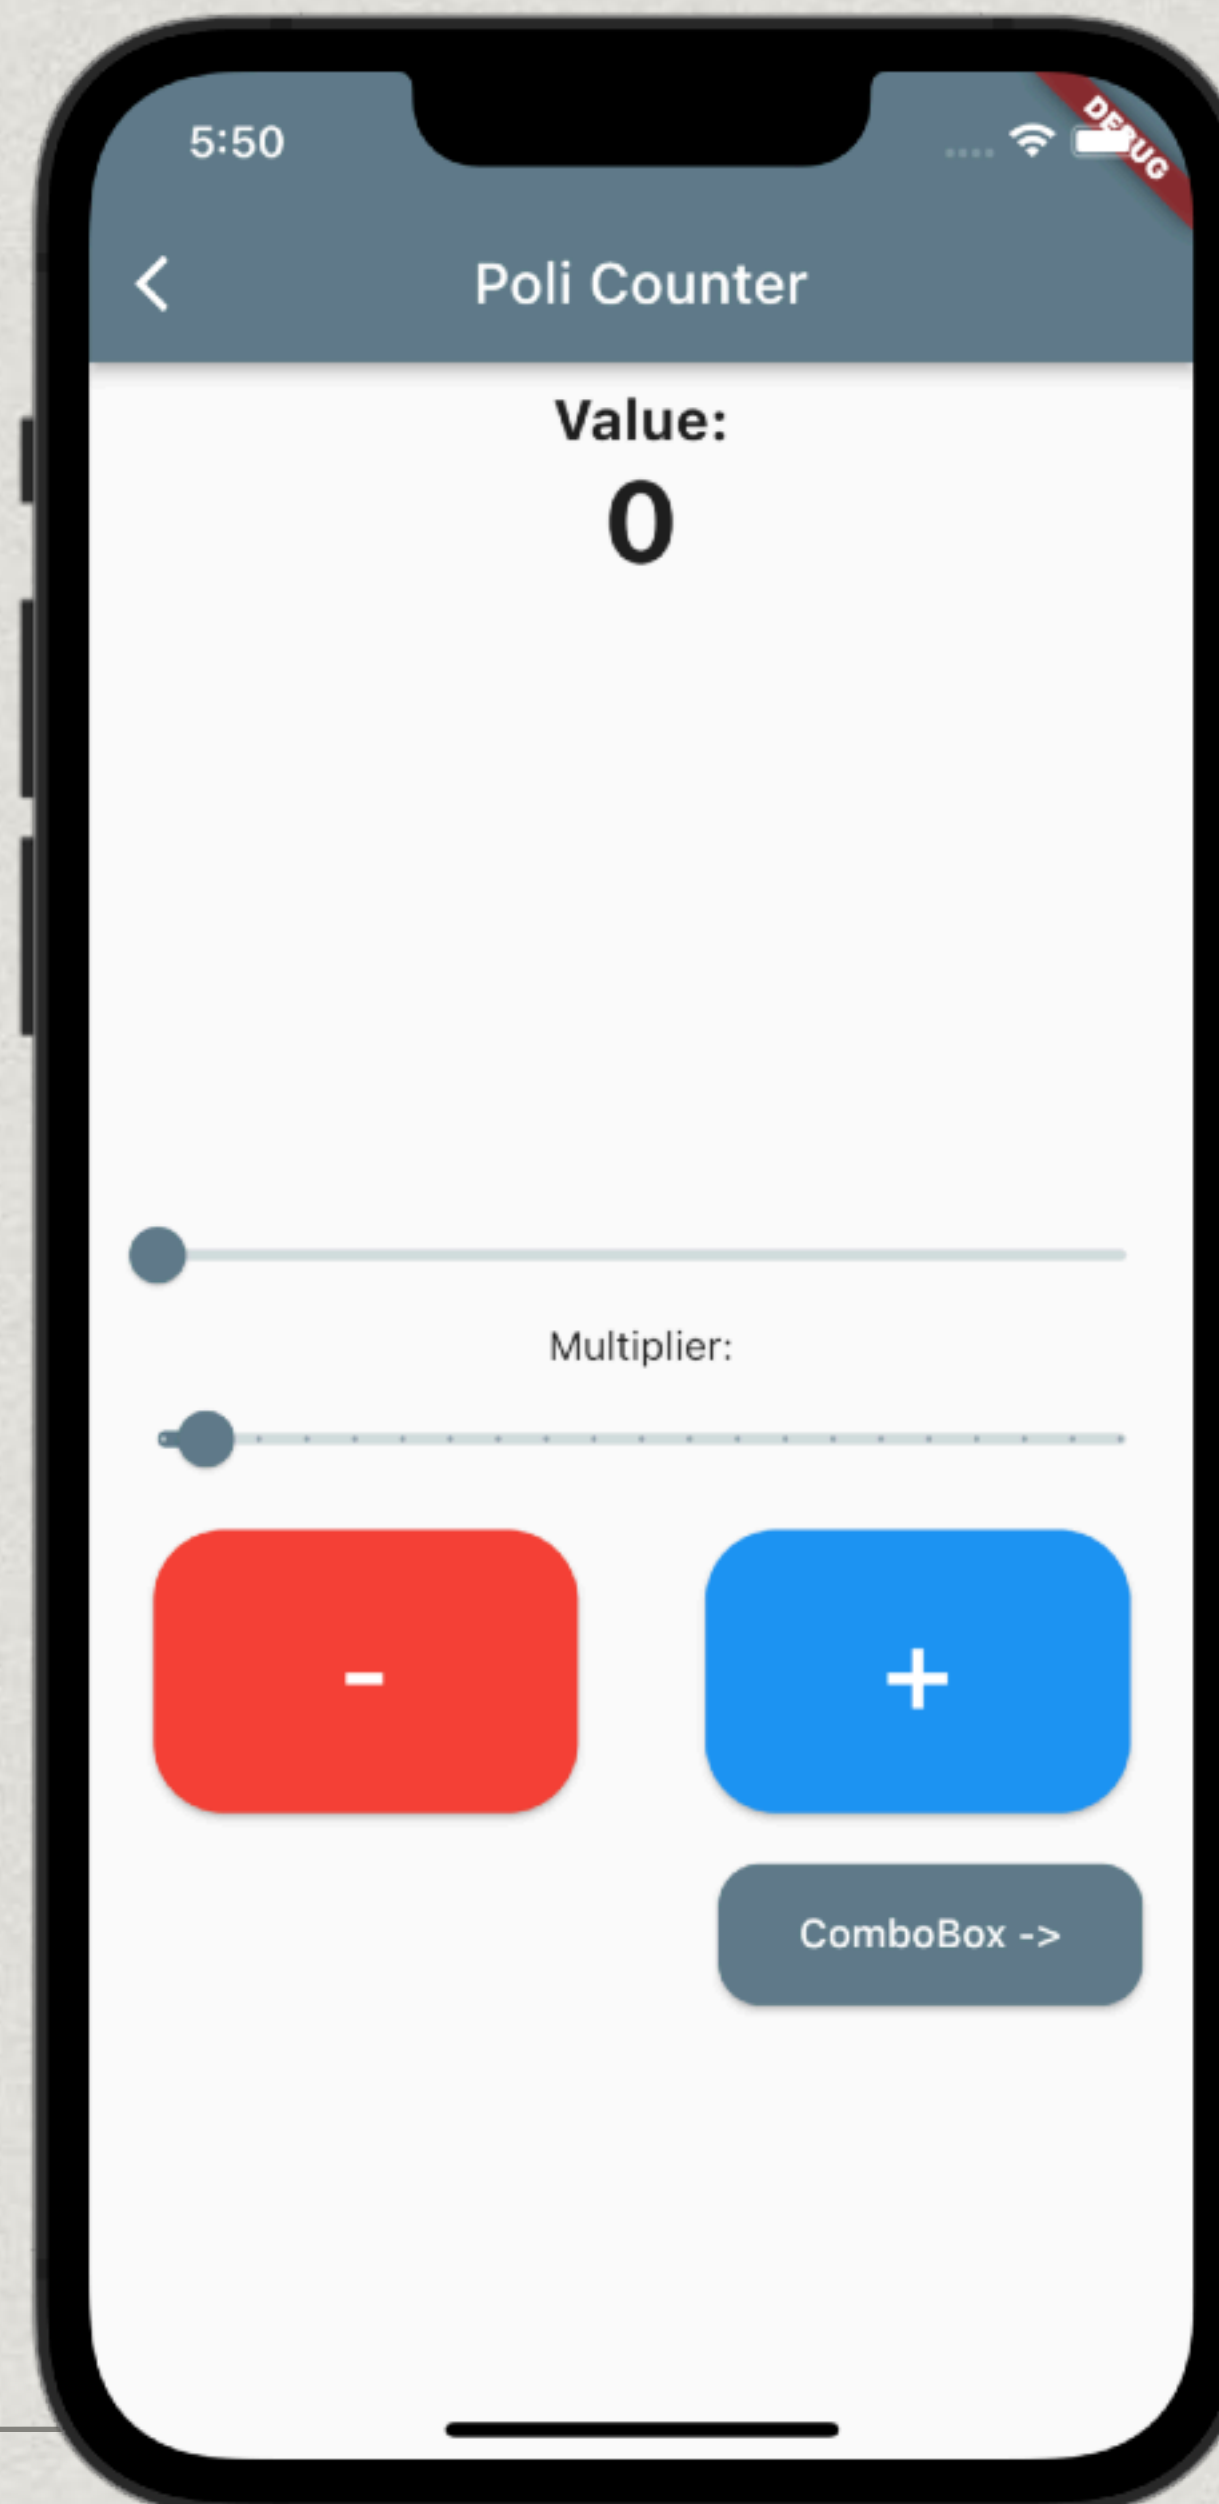 5:50
DEBUG
Poli Counter
Value:
0
Multiplier:
-
+
ComboBox ->